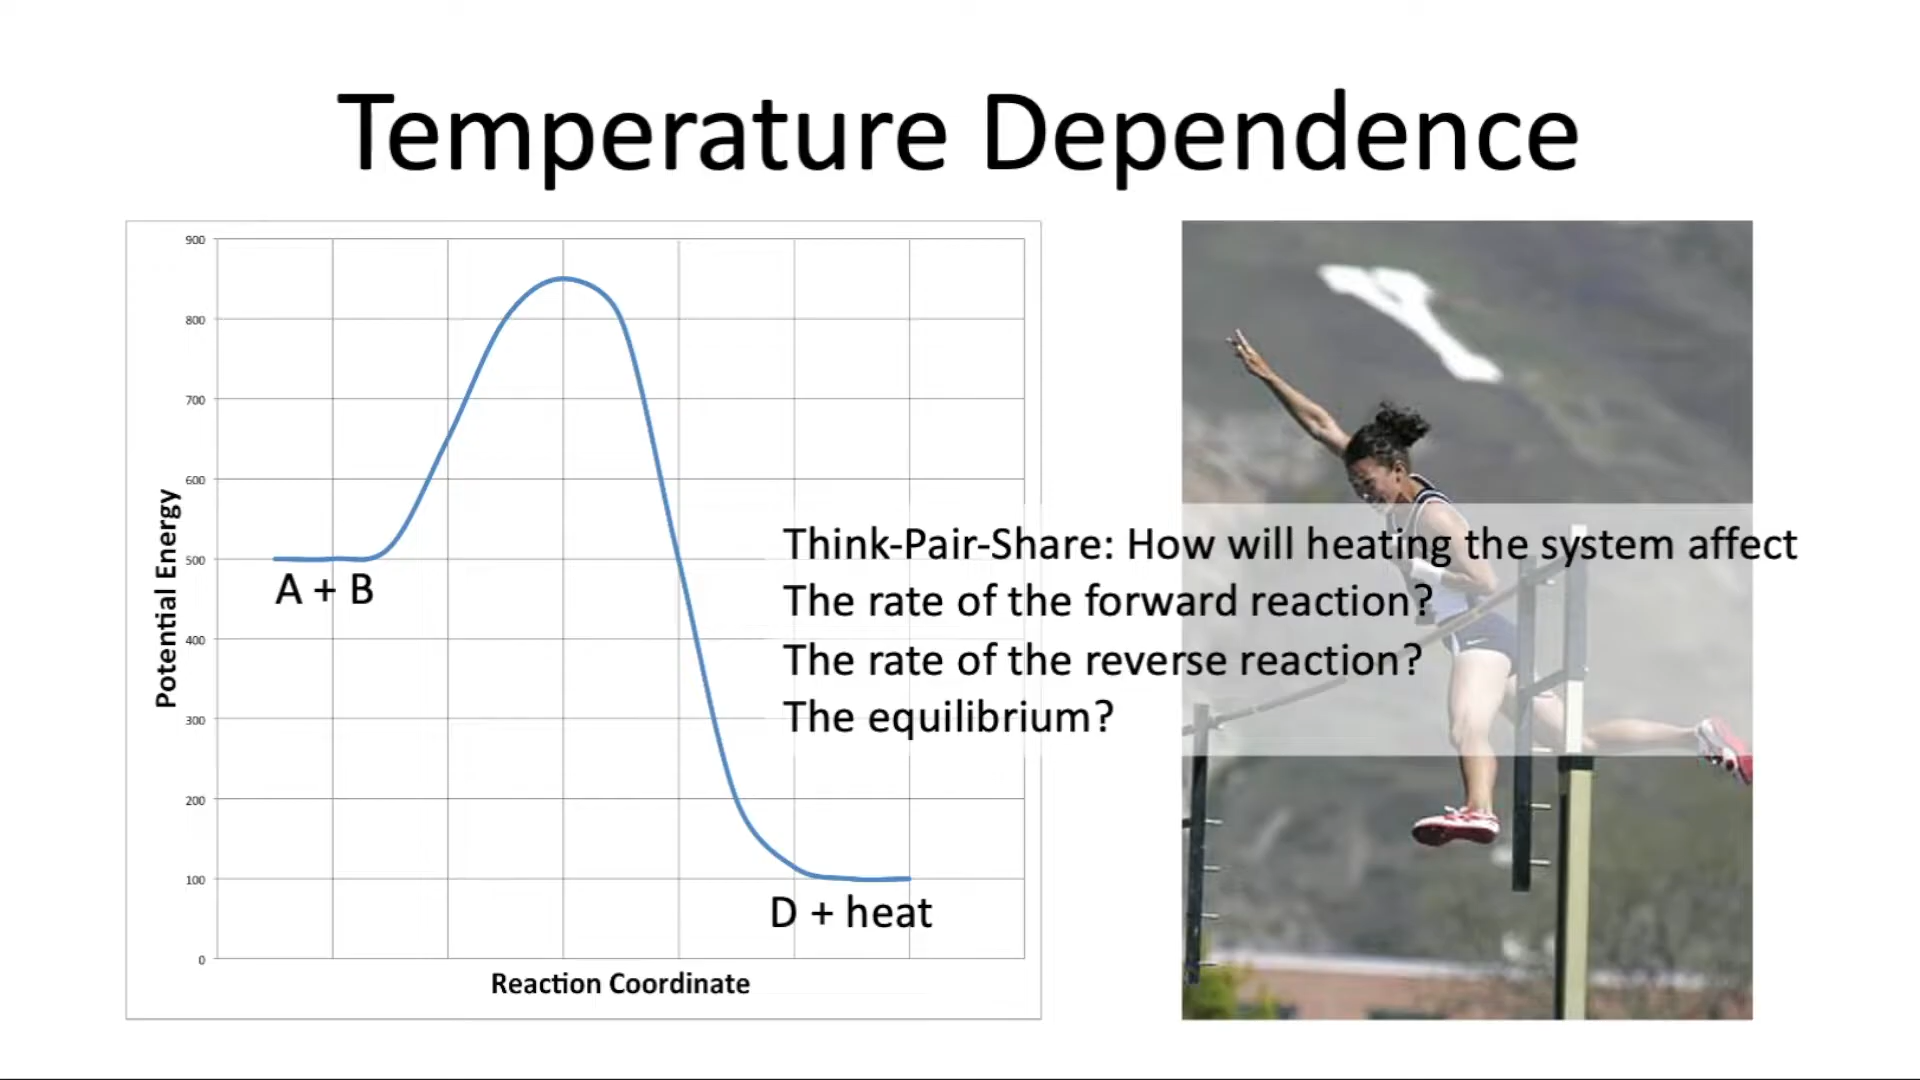 Temperature Dependence
900
800
700
600
500
400
300
200
100
0
Potential Energy
A + B
D + heat
Reaction Coordinate
Think-Pair-Share: How will heating the system affect
The rate of the forward reaction?
The rate of the reverse reaction?
The equilibrium?
Y